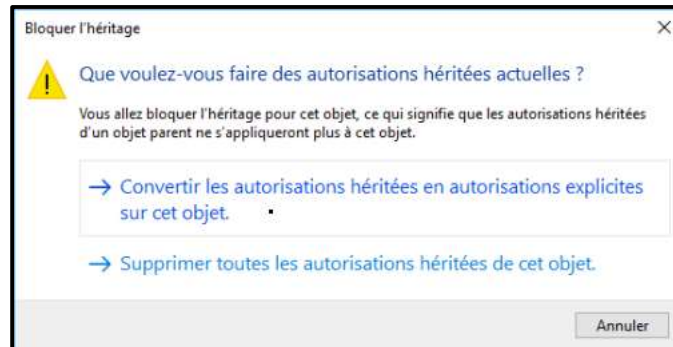 Bloquer l'héritage
Que voulez-vous faire des autorisations héritées actuelles ?
Vous allez bloquer l'héritage pour cet objet, ce qui signifie que les autorisations héritées
d'un objet parent ne s'appliqueront plus à cet objet.
→ Convertir les autorisations héritées en autorisations explicites
sur cet objet.
→ Supprimer toutes les autorisations héritées de cet objet.
Annuler